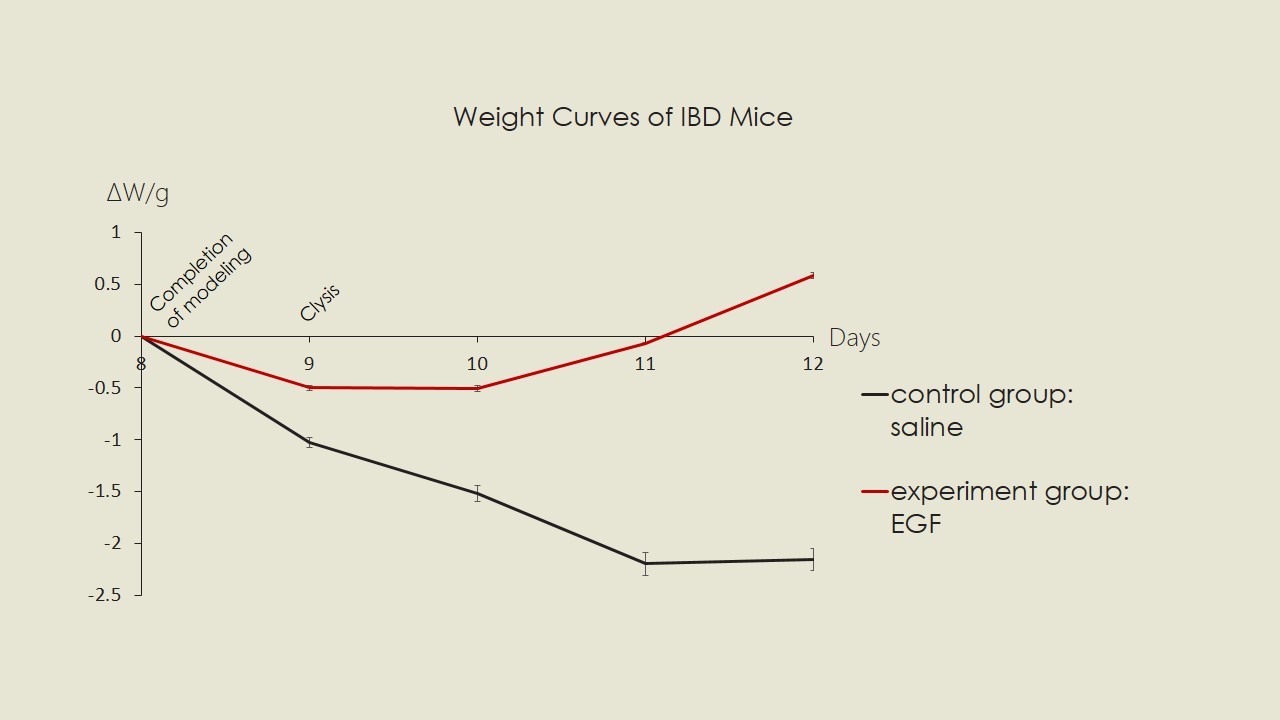 Weight Curves of IBD Mice
ΔW/g
1
0.5
0
-0.5
-1
-1.5
-2
-2.5
Completion
of modeling
Clysis
8
9
10
11
12
Days
control group:
saline
experiment group:
EGF